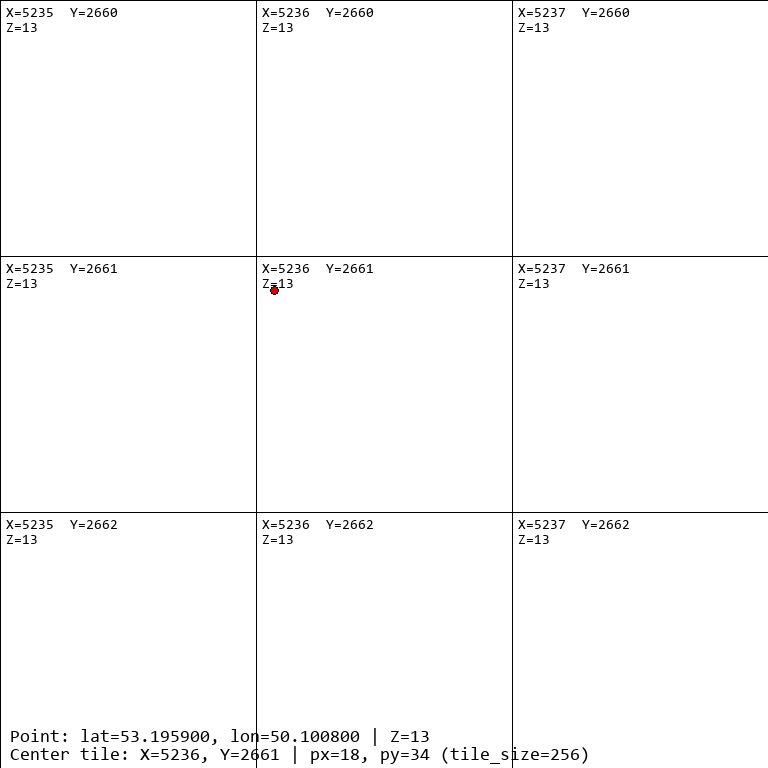 X=5235  Y=2660
Z=13
X=5236  Y=2660
Z=13
X=5237  Y=2660
Z=13
X=5235  Y=2661
Z=13
X=5236  Y=2661
Z=13
X=5237  Y=2661
Z=13
X=5235  Y=2662
Z=13
X=5236  Y=2662
Z=13
X=5237  Y=2662
Z=13
Point: lat=53.195900, lon=50.100800 | Z=13
Center tile: X=5236, Y=2661 | px=18, py=34 (tile_size=256)